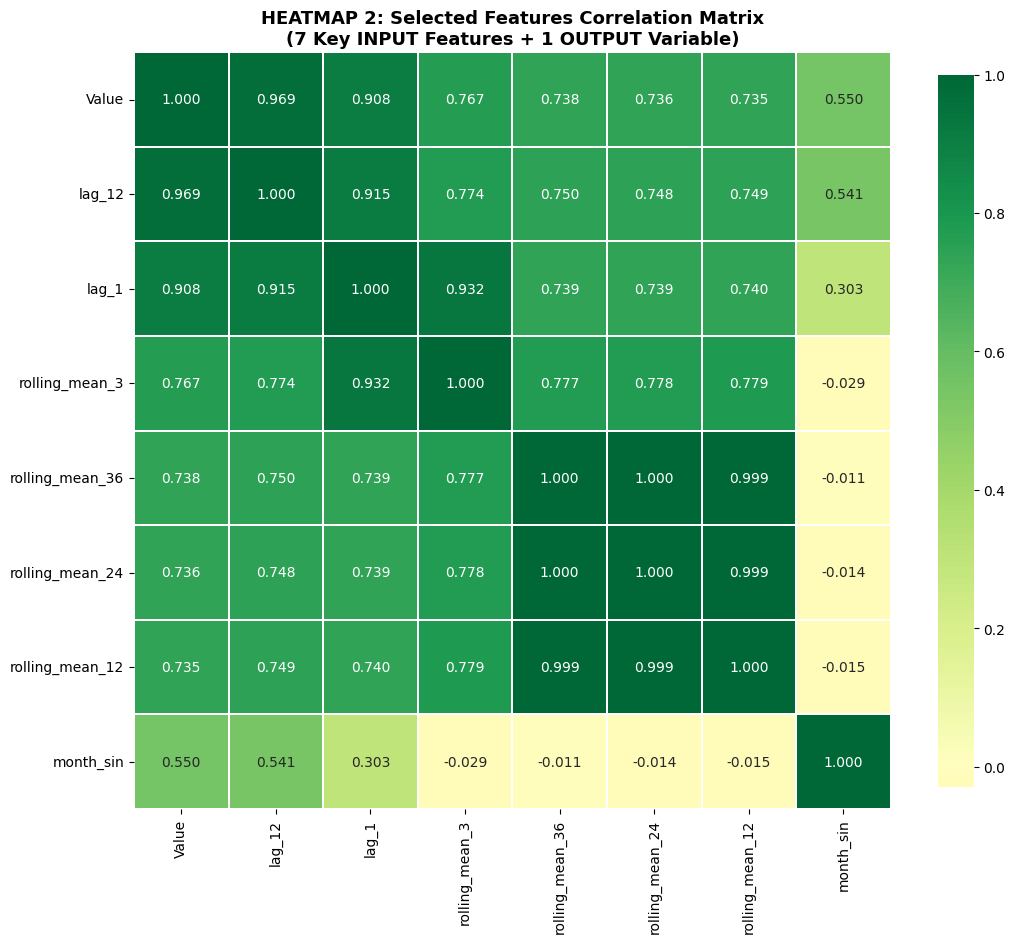 HEATMAP 2: Selected Features Correlation Matrix
(7 Key INPUT Features + 1 OUTPUT Variable)
Value 1.000 0.969 0.908 0.767 0.738 0.736 0.735 0.550
lag_12 0.969 1.000 0.915 0.774 0.750 0.748 0.749 0.541
lag_1 0.908 0.915 1.000 0.932 0.739 0.739 0.740 0.303
rolling_mean_3 0.767 0.774 0.932 1.000 0.777 0.778 0.779 -0.029
rolling_mean_36 0.738 0.750 0.739 0.777 1.000 1.000 0.999 -0.011
rolling_mean_24 0.736 0.748 0.739 0.778 1.000 1.000 0.999 -0.014
rolling_mean_12 0.735 0.749 0.740 0.779 0.999 0.999 1.000 -0.015
month_sin 0.550 0.541 0.303 -0.029 -0.011 -0.014 -0.015 1.000
Value
lag_12
lag_1
rolling_mean_3
rolling_mean_36
rolling_mean_24
rolling_mean_12
month_sin
1.0
0.8
0.6
0.4
0.2
0.0